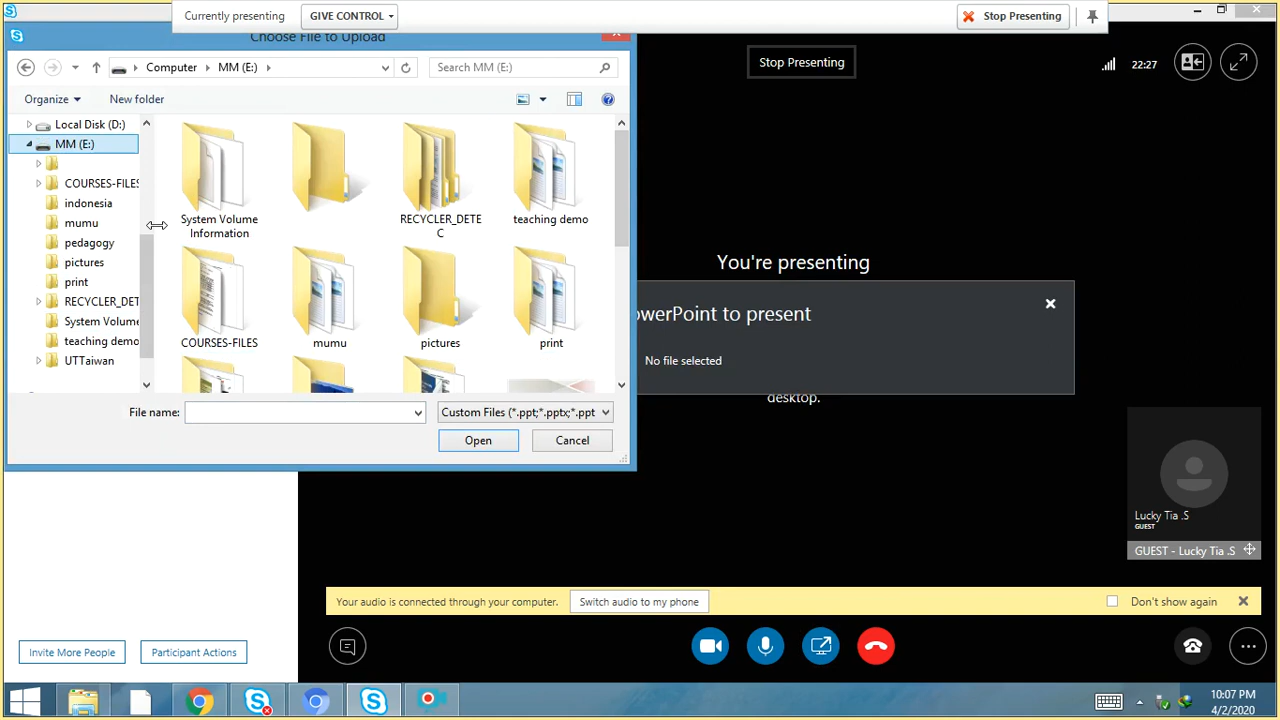 Currently presenting
GIVE CONTROL
Stop Presenting
Choose File to Upload
Computer
MM (E:)
Search MM (E:)
Organize
New folder
Stop Presenting
22:27
Local Disk (D:)
MM (E:)
COURSES-FILES
indonesia
mumu
pedagogy
pictures
print
RECYCLER_DET
System Volume
teaching demo
UTTaiwan
System Volume
Information
RECYCLER_DETE
C
teaching demo
COURSES-FILES
mumu
pictures
print
File name:
Custom Files (*.ppt;*.pptx;*.ppt
Open
Cancel
You're presenting
owerPoint to present
No file selected
desktop.
Lucky Tia .S
GUEST
GUEST - Lucky Tia .S
Your audio is connected through your computer.
Switch audio to my phone
Don't show again
Invite More People
Participant Actions
10:07 PM
4/2/2020